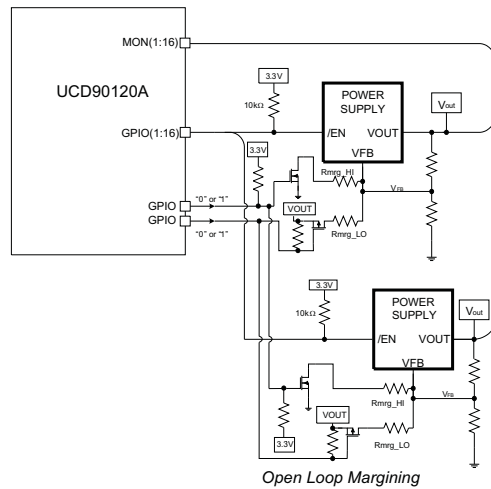 MON(1:16)
UCD90120A
GPIO(1:16)
GPIO
"0" or "1"
GPIO
"0" or "1"
3.3V
10kΩ
3.3V
POWER
SUPPLY
/EN
VOUT
VFB
Vout
Rmrg_HI
VFB
VOUT
Rmrg_LO
3.3V
10kΩ
POWER
SUPPLY
/EN
VOUT
VFB
Vout
Rmrg_HI
VFB
VOUT
3.3V
Rmrg_LO
Open Loop Margining